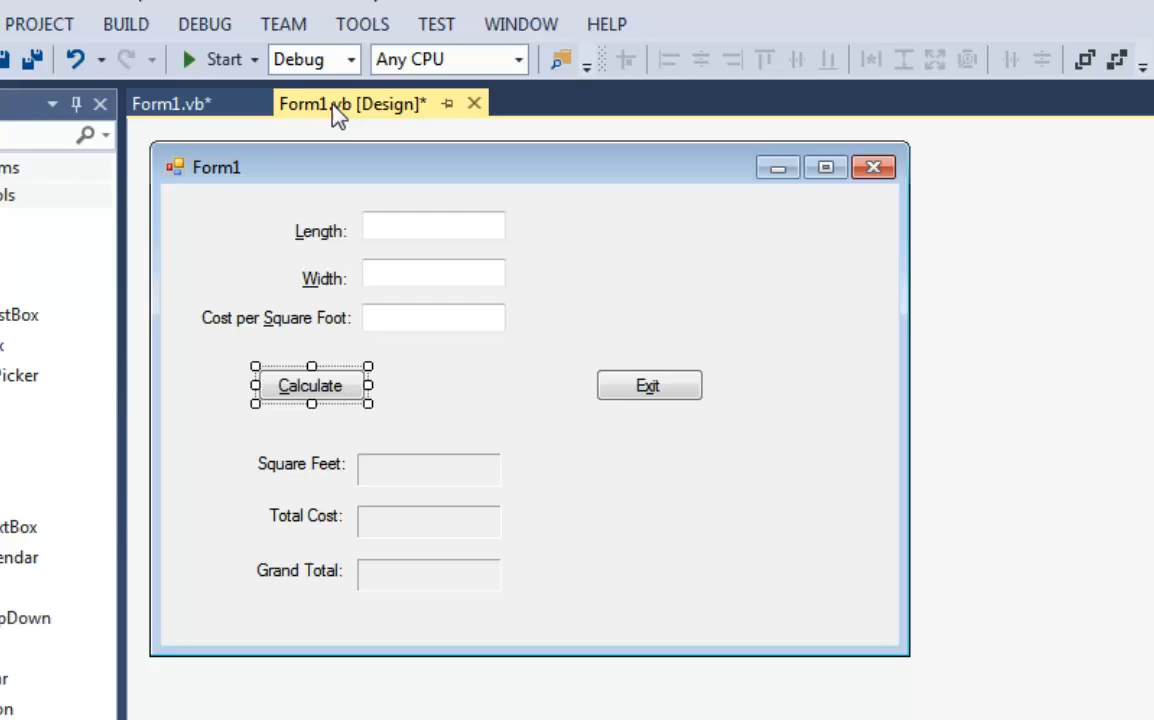 PROJECT BUILD DEBUG TEAM TOOLS TEST WINDOW HELP
Start Debug Any CPU
Form1.vb* Form1.vb [Design]*
Form1
ms
ols
Length:
Width:
stBox
Cost per Square Foot:
x
Picker
Calculate Exit
Square Feet:
Total Cost:
xtBox
endar
Grand Total:
pDown
ar
on